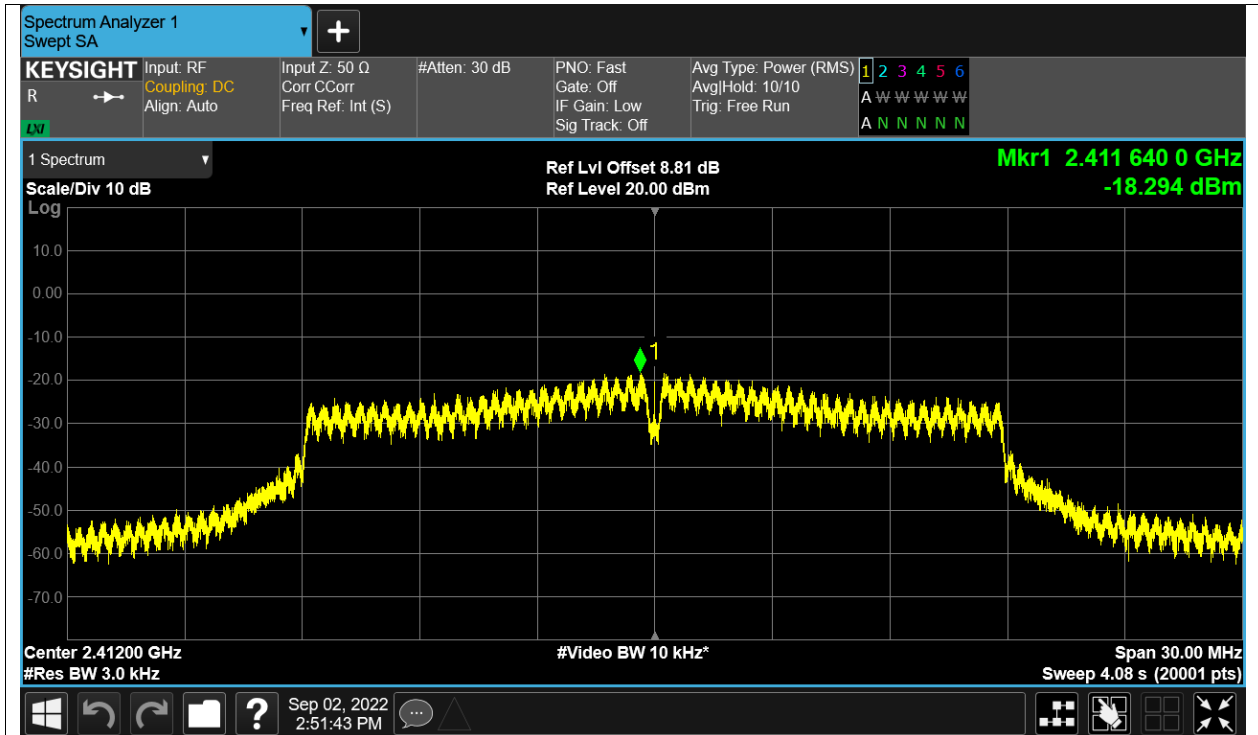 Spectrum Analyzer 1
Swept SA
KEYSIGHT
R
LXI
Input: RF
Coupling: DC
Align: Auto
Input Z: 50 Ω
Corr CCorr
Freq Ref: Int (S)
#Atten: 30 dB
PNO: Fast
Gate: Off
IF Gain: Low
Sig Track: Off
Avg Type: Power (RMS)
Avg|Hold: 10/10
Trig: Free Run
1 2 3 4 5 6
A W W W W W
A N N N N N
1 Spectrum
Scale/Div 10 dB
Log
Ref Lvl Offset 8.81 dB
Ref Level 20.00 dBm
Mkr1 2.411 640 0 GHz
-18.294 dBm
10.0
0.00
-10.0
1
-20.0
-30.0
-40.0
-50.0
-60.0
-70.0
Center 2.41200 GHz
#Res BW 3.0 kHz
#Video BW 10 kHz*
Span 30.00 MHz
Sweep 4.08 s (20001 pts)
?
Sep 02, 2022
2:51:43 PM